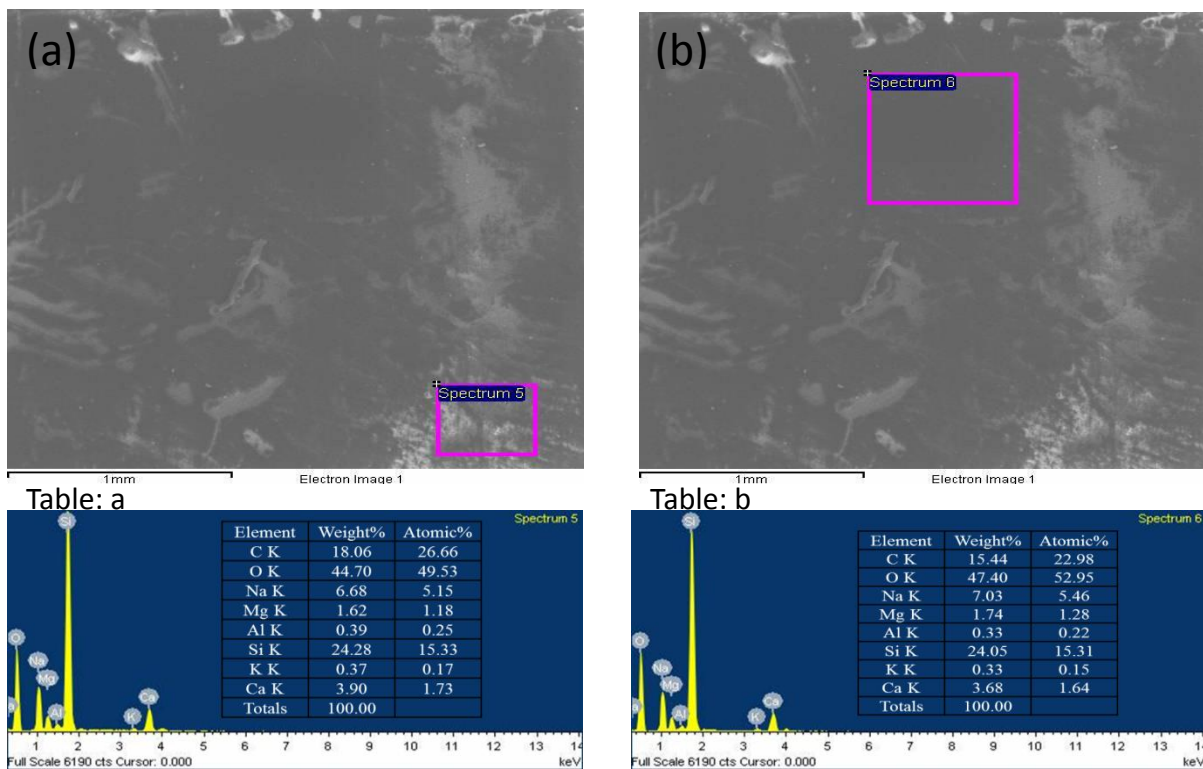 (a)
Spectrum 5
1mm Electron Image 1
Table: a
Spectrum 5
Si
O
Na
Mg
Al
K
Ca
Element Weight% Atomic%
C K 18.06 26.66
O K 44.70 49.53
Na K 6.68 5.15
Mg K 1.62 1.18
Al K 0.39 0.25
Si K 24.28 15.33
K K 0.37 0.17
Ca K 3.90 1.73
Totals 100.00
1 2 3 4 5 6 7 8 9 10 11 12 13 14
Full Scale 6190 cts Cursor: 0.000 keV
(b)
Spectrum 6
1mm Electron Image 1
Table: b
Spectrum 6
Si
O
Na
Mg
Al
K
Ca
Element Weight% Atomic%
C K 15.44 22.98
O K 47.40 52.95
Na K 7.03 5.46
Mg K 1.74 1.28
Al K 0.33 0.22
Si K 24.05 15.31
K K 0.33 0.15
Ca K 3.68 1.64
Totals 100.00
1 2 3 4 5 6 7 8 9 10 11 12 13 14
Full Scale 6190 cts Cursor: 0.000 keV